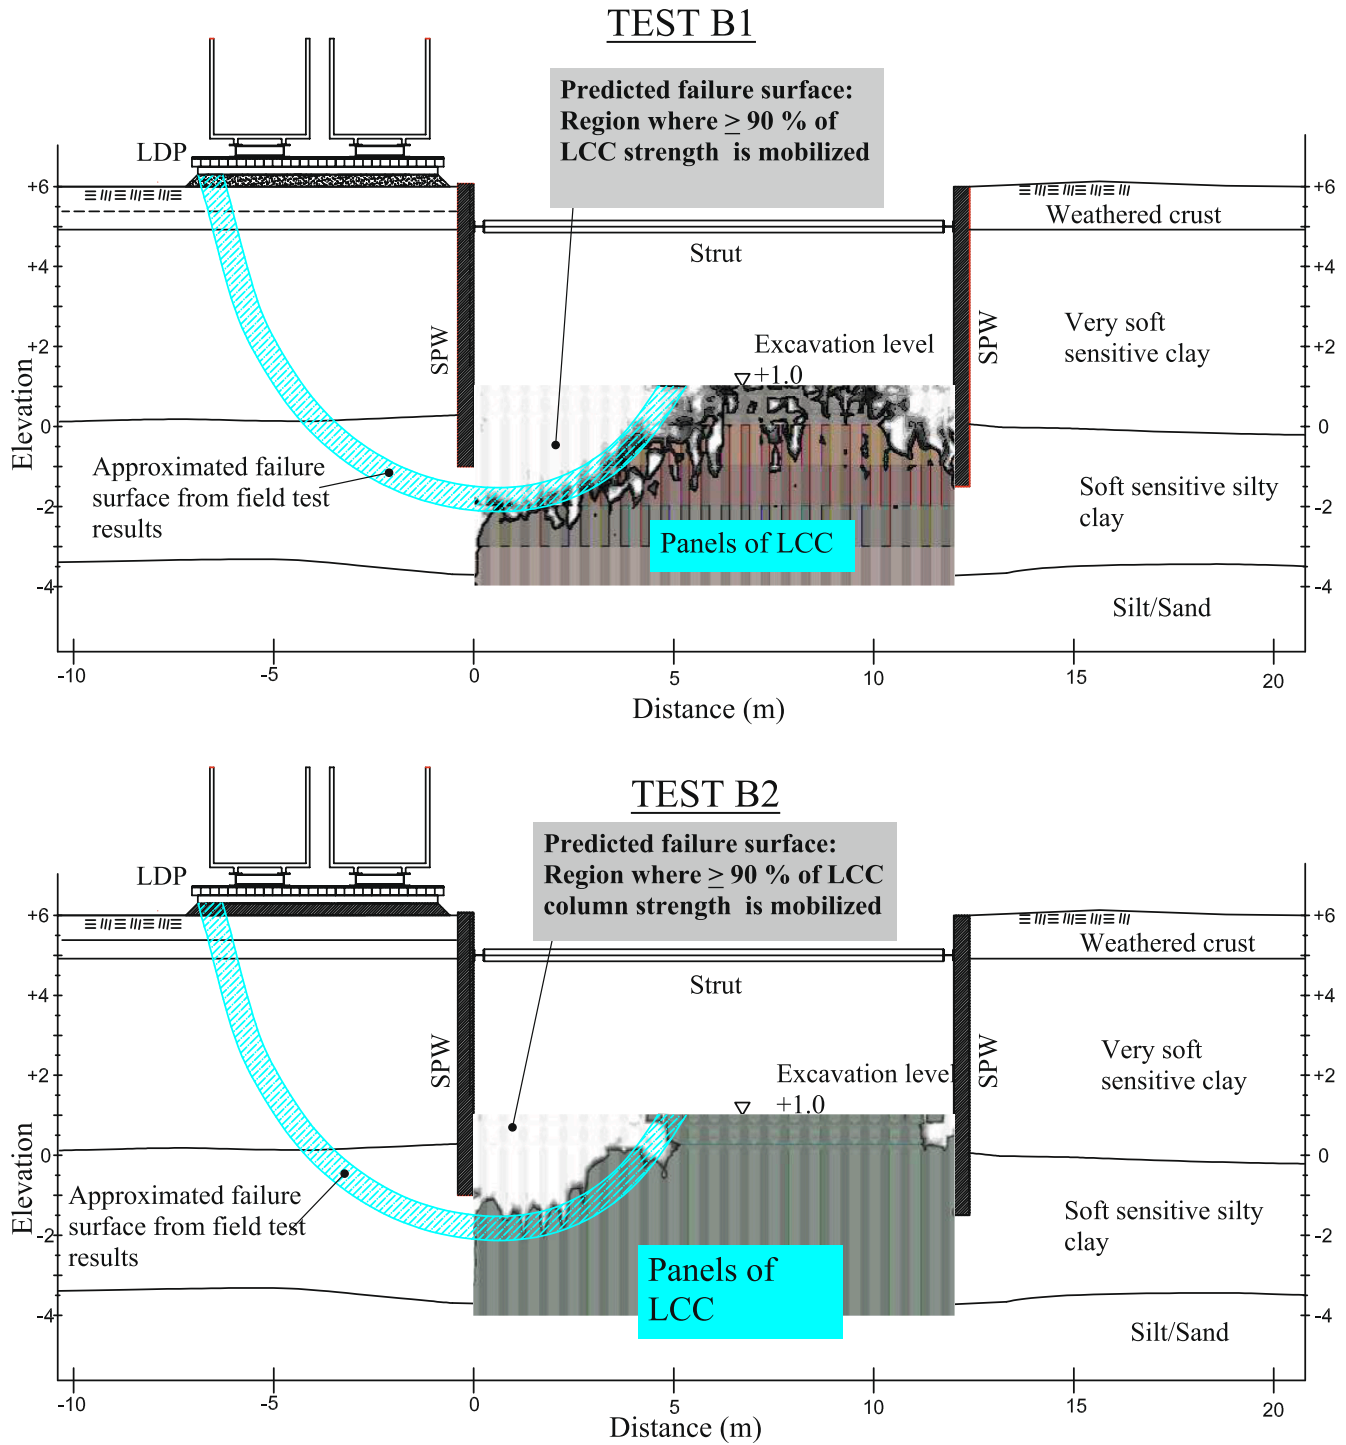 TEST B1
Predicted failure surface:
Region where ≥ 90 % of
LCC strength is mobilized
LDP
+6
+4
+2
0
-2
-4
Elevation
SPW
Strut
Excavation level
+1.0
Approximated failure
surface from field test
results
Panels of LCC
SPW
Weathered crust
Very soft
sensitive clay
Soft sensitive silty
clay
Silt/Sand
+6
+4
+2
0
-2
-4
-10
-5
0
5
10
15
20
Distance (m)
TEST B2
Predicted failure surface:
Region where ≥ 90 % of LCC
column strength is mobilized
LDP
+6
+4
+2
0
-2
-4
Elevation
SPW
Strut
Excavation level
+1.0
Approximated failure
surface from field test
results
Panels of
LCC
SPW
Weathered crust
Very soft
sensitive clay
Soft sensitive silty
clay
Silt/Sand
+6
+4
+2
0
-2
-4
-10
-5
0
5
10
15
20
Distance (m)